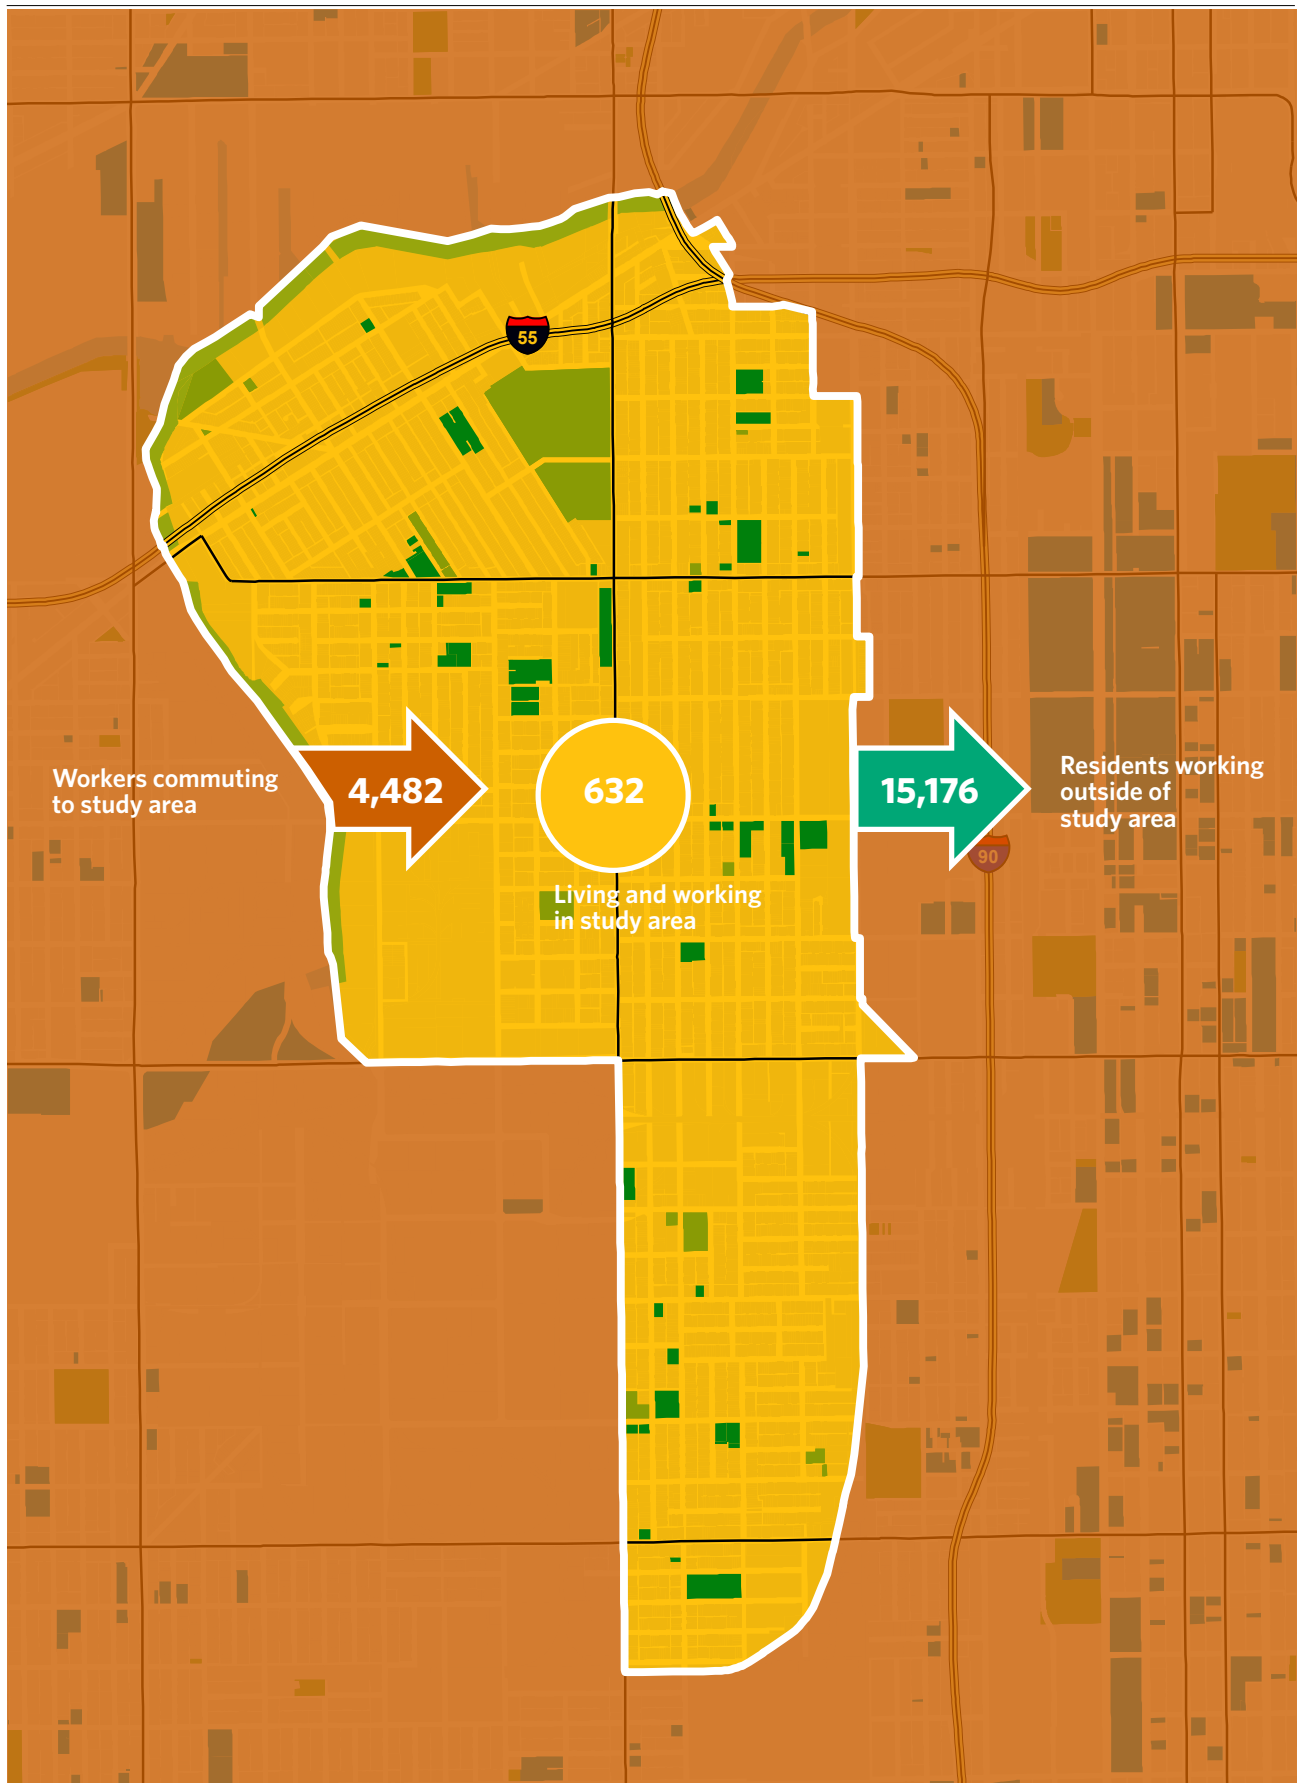 55
Workers commuting
to study area
4,482
632
15,176
Residents working
outside of
study area
90
Living and working
in study area